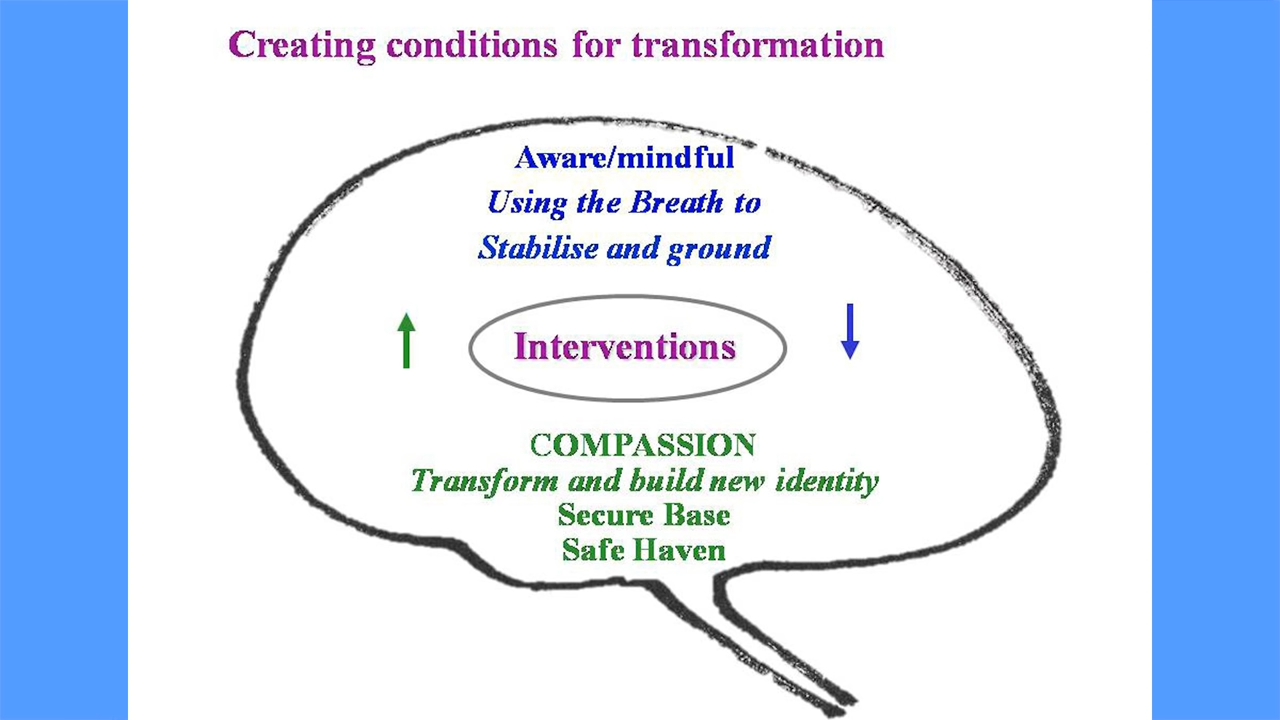 Creating conditions for transformation
Aware/mindful
Using the Breath to
Stabilise and ground
Interventions
COMPASSION
Transform and build new identity
Secure Base
Safe Haven